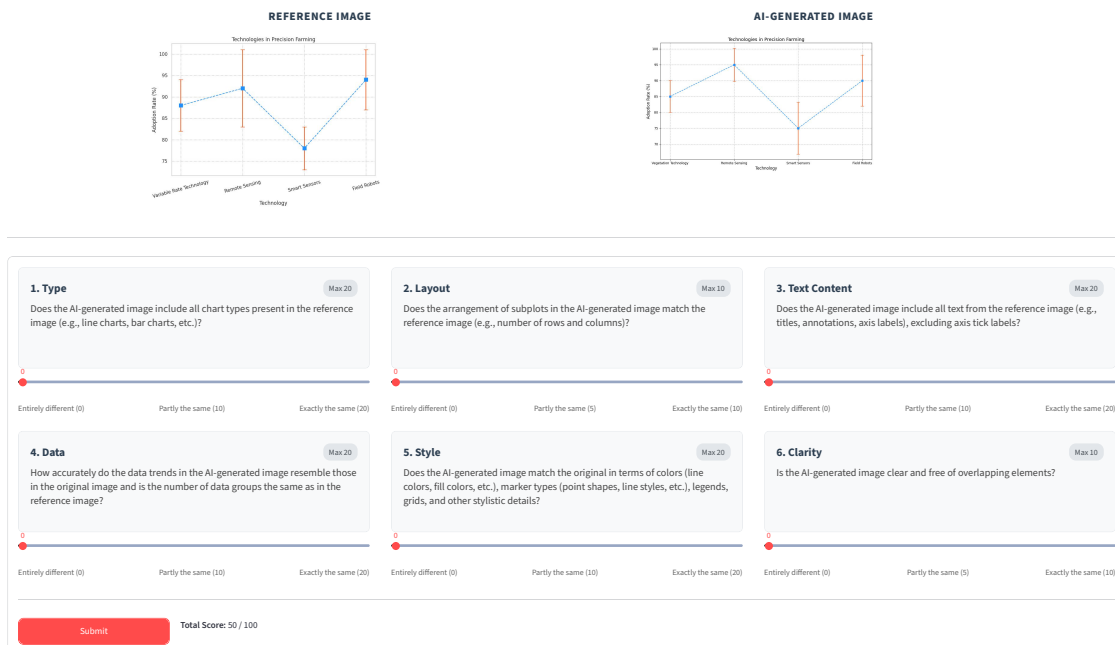 REFERENCE IMAGE
AI-GENERATED IMAGE
Technologies in Precision Farming
100
95
90
85
80
75
Adoption Rate (%)
Variable Rate Technology
Remote Sensing
Smart Sensors
Field Robots
Technology
Technologies in Precision Farming
100
95
90
85
80
75
70
Adoption Rate (%)
Vegetation Technology
Remote Sensing
Smart Sensors
Field Robots
Technology
1. Type
Max 20
Does the AI-generated image include all chart types present in the reference
image (e.g., line charts, bar charts, etc.)?
0
Entirely different (0)
Partly the same (10)
Exactly the same (20)
2. Layout
Max 10
Does the arrangement of subplots in the AI-generated image match the
reference image (e.g., number of rows and columns)?
0
Entirely different (0)
Partly the same (5)
Exactly the same (10)
3. Text Content
Max 20
Does the AI-generated image include all text from the reference image (e.g.,
titles, annotations, axis labels), excluding axis tick labels?
0
Entirely different (0)
Partly the same (10)
Exactly the same (20)
4. Data
Max 20
How accurately do the data trends in the AI-generated image resemble those
in the original image and is the number of data groups the same as in the
reference image?
0
Entirely different (0)
Partly the same (10)
Exactly the same (20)
5. Style
Max 20
Does the AI-generated image match the original in terms of colors (line
colors, fill colors, etc.), marker types (point shapes, line styles, etc.), legends,
grids, and other stylistic details?
0
Entirely different (0)
Partly the same (10)
Exactly the same (20)
6. Clarity
Max 10
Is the AI-generated image clear and free of overlapping elements?
0
Entirely different (0)
Partly the same (5)
Exactly the same (10)
Submit
Total Score: 50 / 100